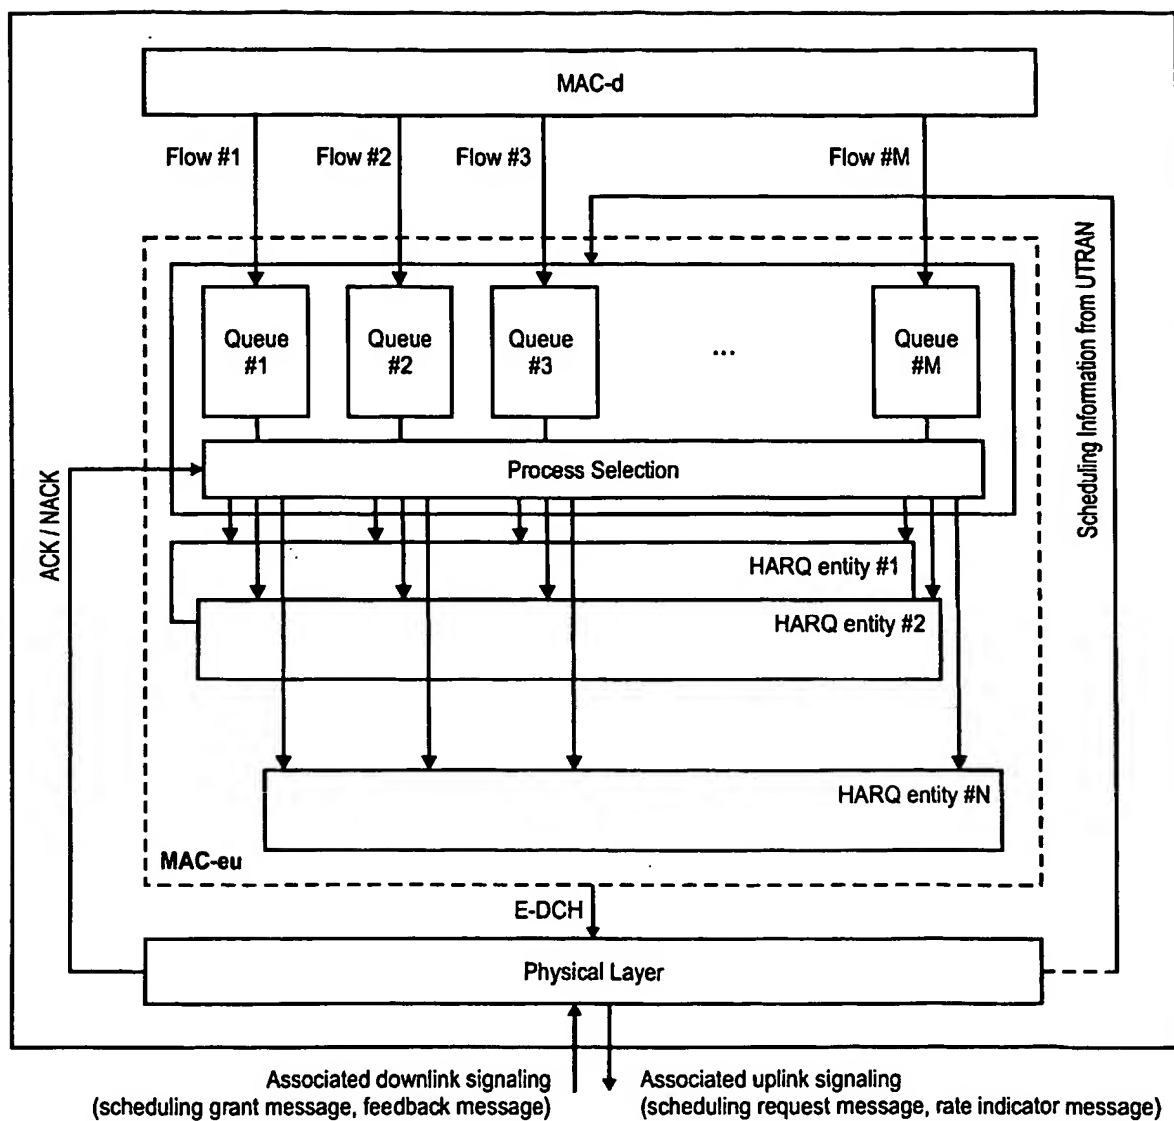 MAC-d
Flow #1
Flow #2
Flow #3
Flow #M
Scheduling Information from UTRAN
Queue
#1
Queue
#2
Queue
#3
...
Queue
#M
Process Selection
ACK / NACK
HARQ entity #1
HARQ entity #2
HARQ entity #N
MAC-eu
E-DCH
Physical Layer
Associated downlink signaling
(scheduling grant message, feedback message)
Associated uplink signaling
(scheduling request message, rate indicator message)